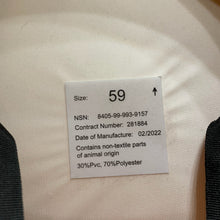 Size: 59 ↑
NSN: 8405-99-993-9157
Contract Number: 281884
Date of Manufacture: 02/2022
Contains non-textile parts
of animal origin
30%Pvc, 70%Polyester